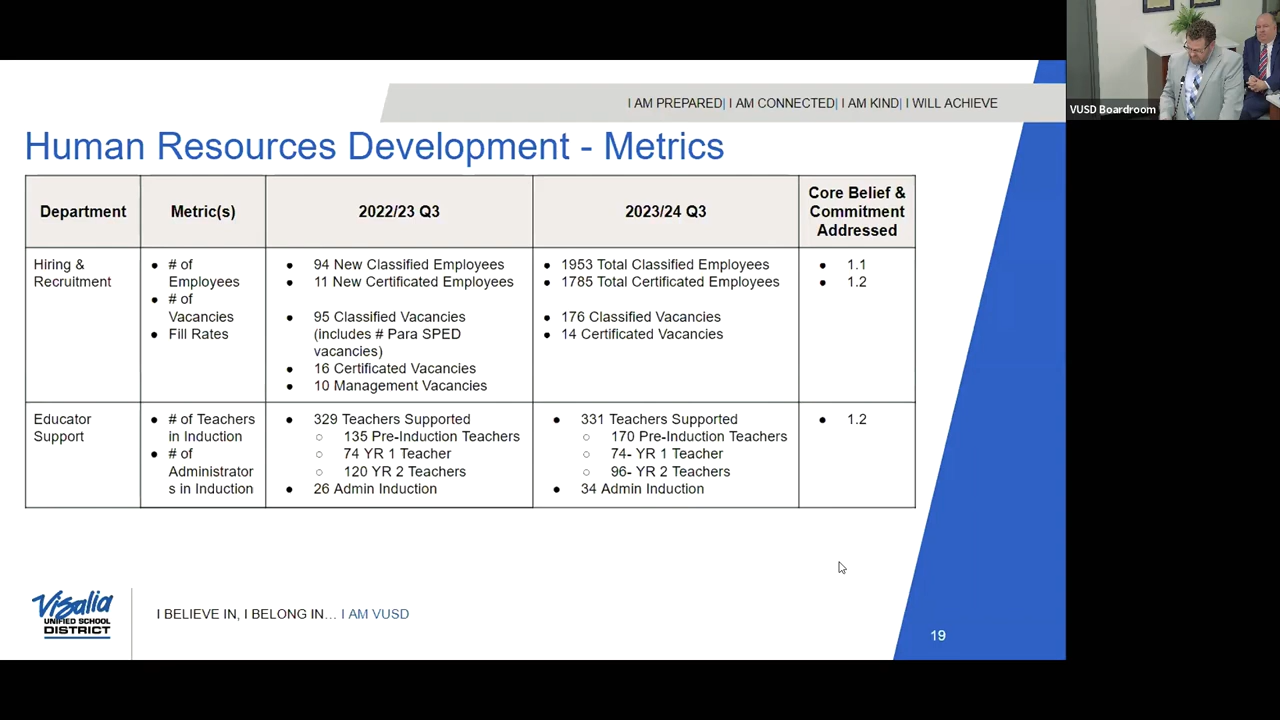 I AM PREPARED| I AM CONNECTED| I AM KIND| I WILL ACHIEVE
VUSD Boardroom
Human Resources Development - Metrics
Department
Metric(s)
2022/23 Q3
2023/24 Q3
Core Belief &
Commitment
Addressed
Hiring &
Recruitment
● # of
Employees
● # of
Vacancies
● Fill Rates
● 94 New Classified Employees
● 11 New Certificated Employees
● 95 Classified Vacancies
(includes # Para SPED
vacancies)
● 16 Certificated Vacancies
● 10 Management Vacancies
● 1953 Total Classified Employees
● 1785 Total Certificated Employees
● 176 Classified Vacancies
● 14 Certificated Vacancies
● 1.1
● 1.2
Educator
Support
● # of Teachers
in Induction
● # of
Administrator
s in Induction
● 329 Teachers Supported
○ 135 Pre-Induction Teachers
○ 74 YR 1 Teacher
○ 120 YR 2 Teachers
● 26 Admin Induction
● 331 Teachers Supported
○ 170 Pre-Induction Teachers
○ 74- YR 1 Teacher
○ 96- YR 2 Teachers
● 34 Admin Induction
● 1.2
Visalia
UNIFIED SCHOOL
DISTRICT
I BELIEVE IN, I BELONG IN... I AM VUSD
19